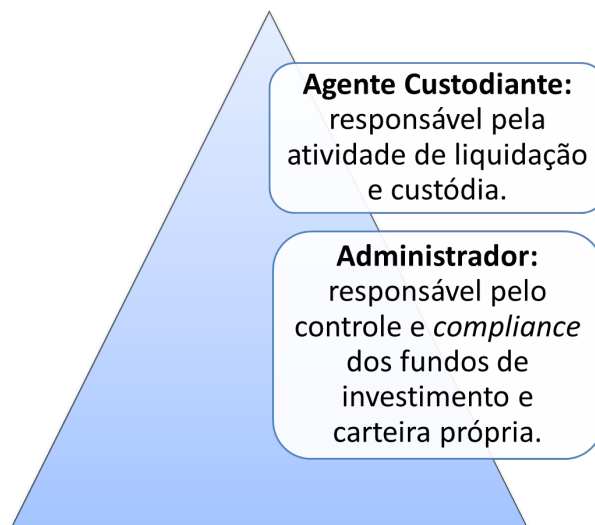 Agente Custodiante:
responsável pela
atividade de liquidação
e custódia.
Administrador:
responsável pelo
controle e compliance
dos fundos de
investimento e
carteira própria.